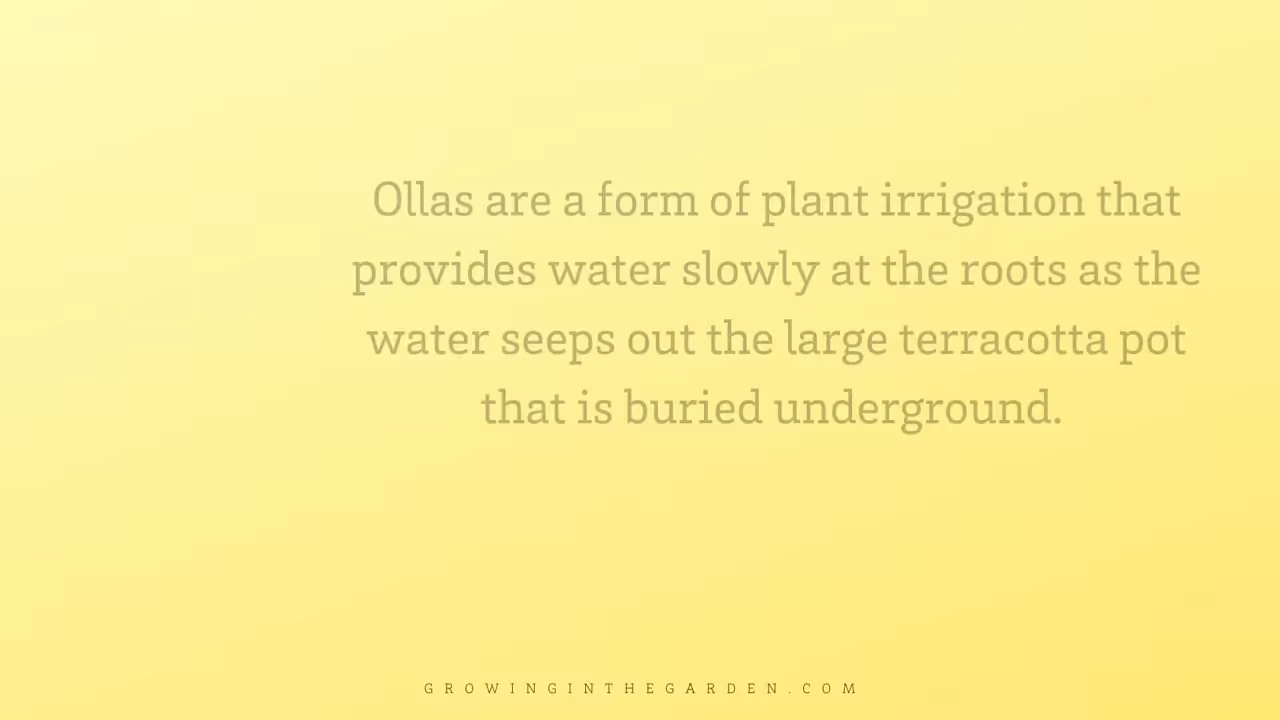 Ollas are a form of plant irrigation that
provides water slowly at the roots as the
water seeps out the large terracotta pot
that is buried underground.
GROWINGINTHEGARDEN.COM